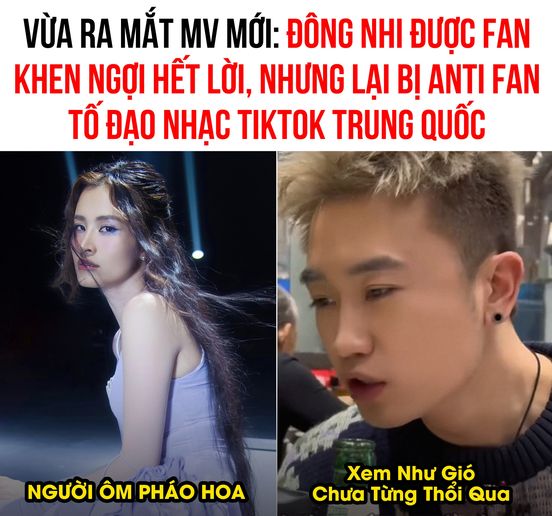 VỪA RA MẮT MV MỚI: ĐÔNG NHI ĐƯỢC FAN
KHEN NGỢI HẾT LỜI, NHƯNG LẠI BỊ ANTI FAN
TỐ ĐẠO NHẠC TIKTOK TRUNG QUỐC
NGƯỜI ÔM PHÁO HOA
Xem Như Gió
Chưa Từng Thổi Qua